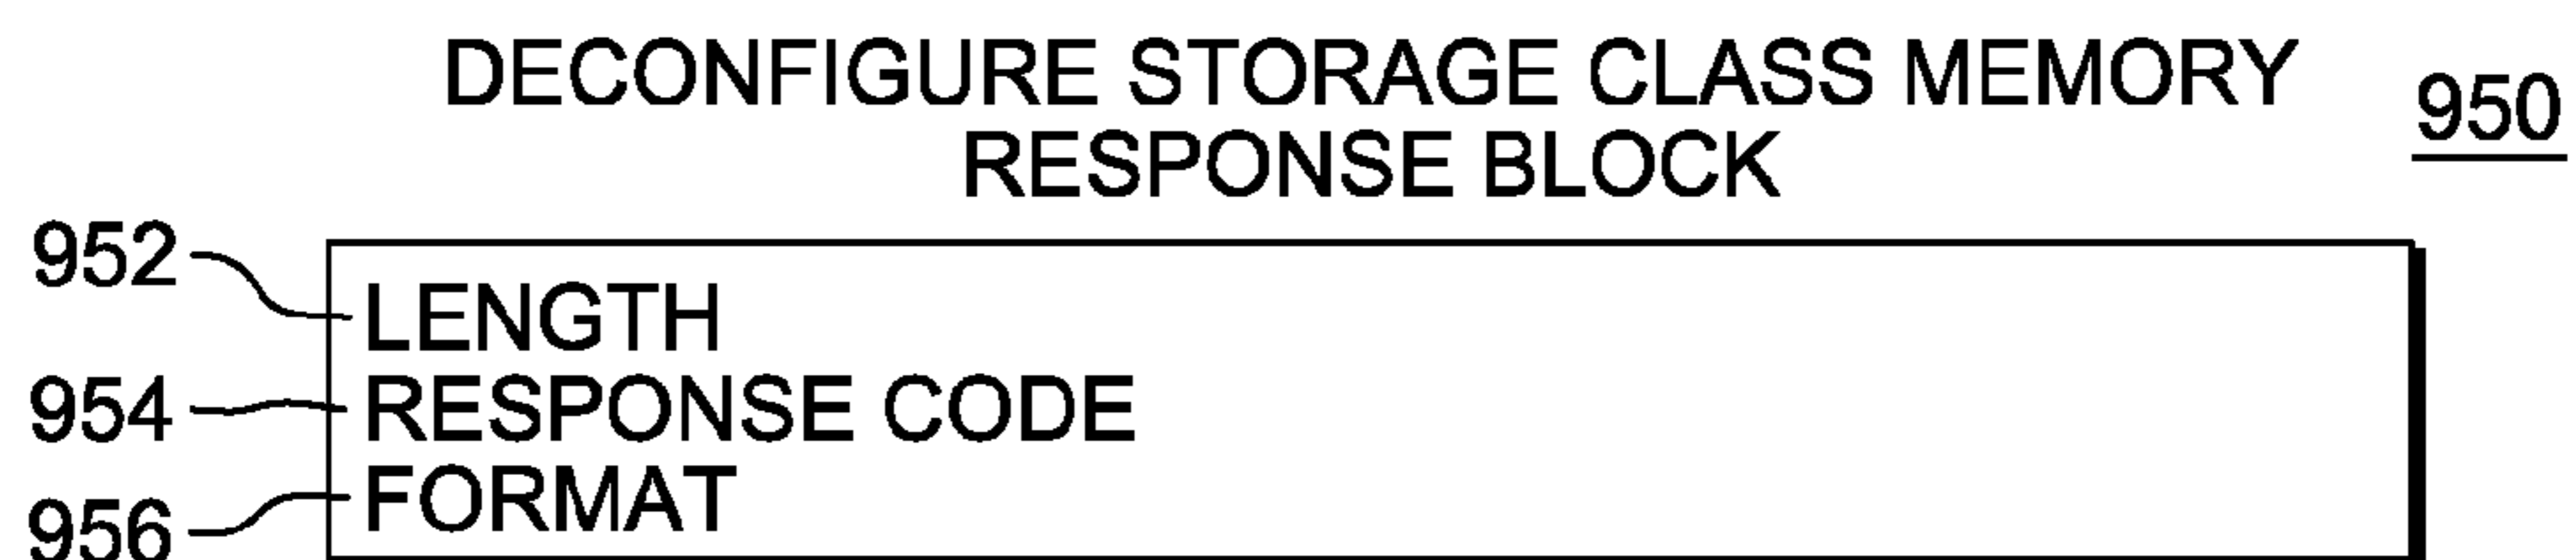 DECONFIGURE STORAGE CLASS MEMORY
RESPONSE BLOCK
950
952
LENGTH
954
RESPONSE CODE
956
FORMAT